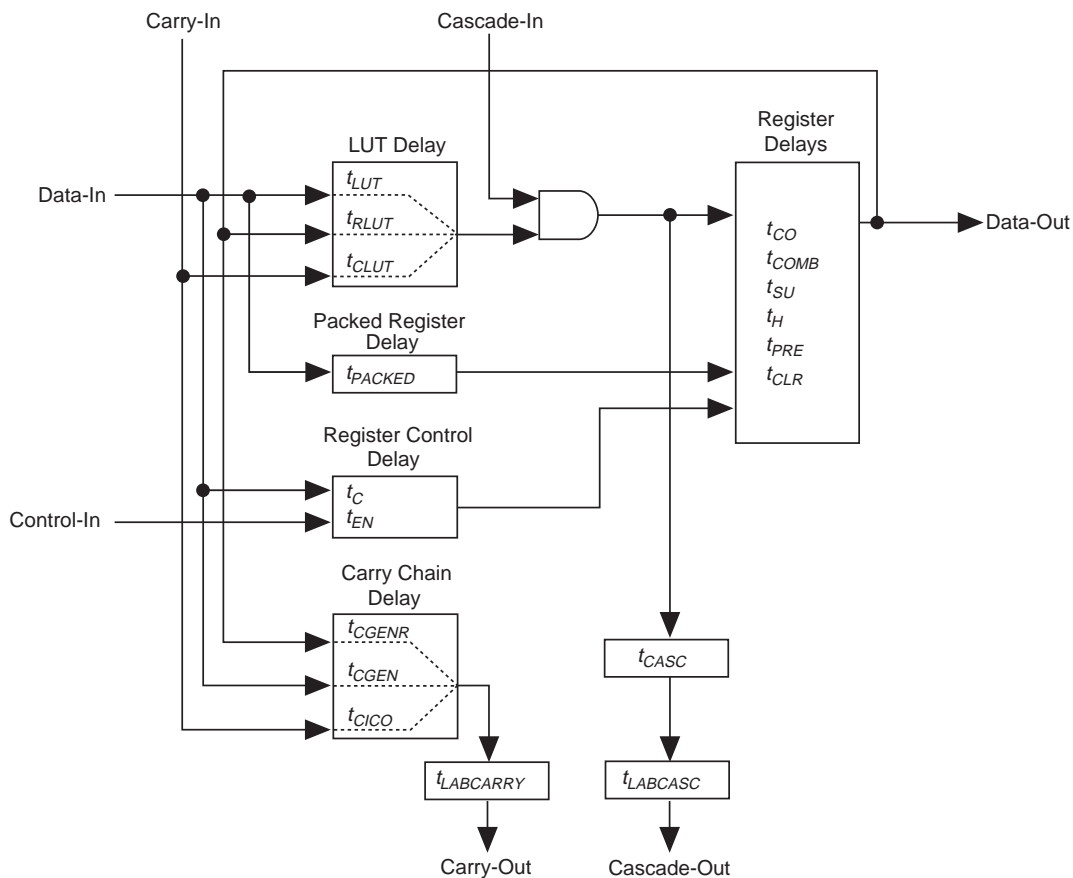 Carry-In
Cascade-In
Register
Delays
LUT Delay
Data-In
tLUT
tRLUT
tCLUT
tCO
tCOMB
tSU
tH
tPRE
tCLR
Data-Out
Packed Register
Delay
tPACKED
Register Control
Delay
tC
tEN
Control-In
Carry Chain
Delay
tCGENR
tCGEN
tCICO
tCASC
tLABCARRY
tLABCASC
Carry-Out
Cascade-Out